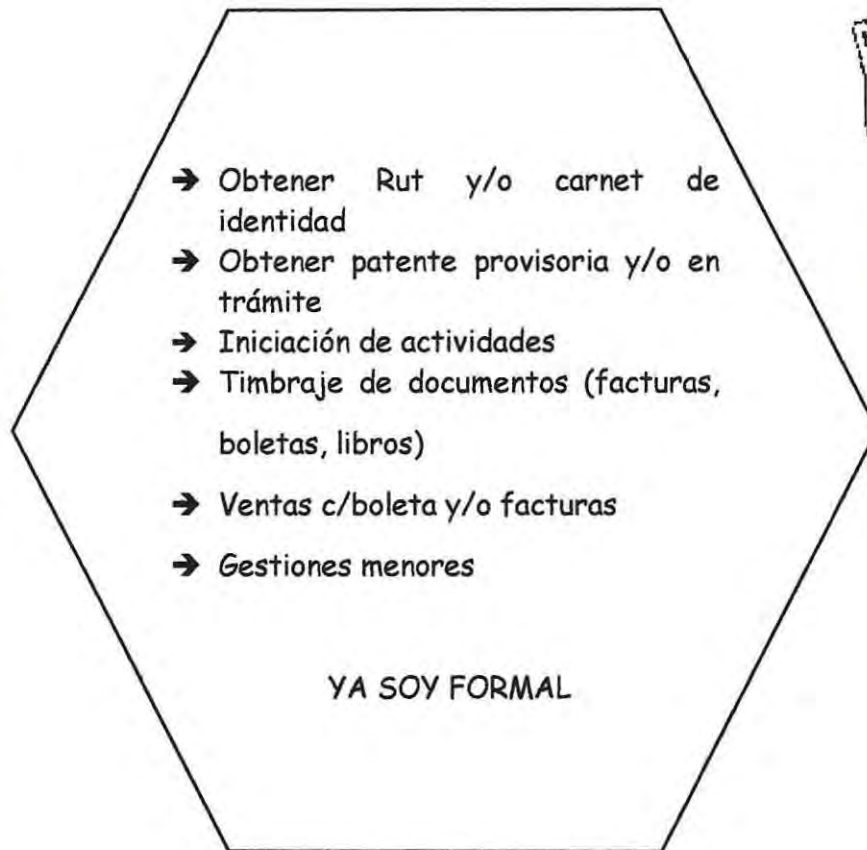 ➔ Obtener Rut y/o carnet de
identidad
➔ Obtener patente provisoria y/o en
trámite
➔ Iniciación de actividades
➔ Timbraje de documentos (facturas,
boletas, libros)
➔ Ventas c/boleta y/o facturas
➔ Gestiones menores
YA SOY FORMAL